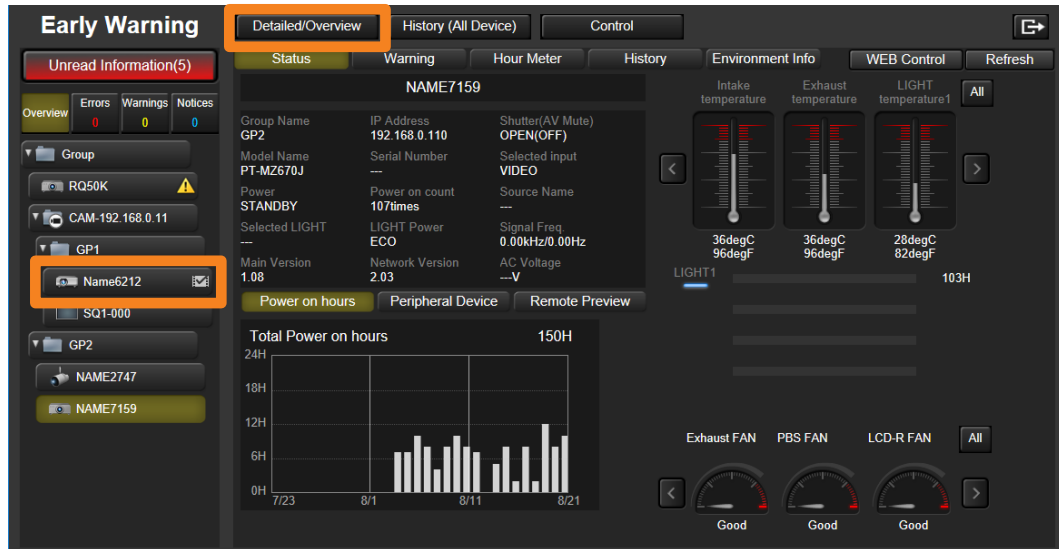 Early Warning
Detailed/Overview
History (All Device)
Control
Unread Information(5)
Status
Warning
Hour Meter
History
Environment Info
WEB Control
Refresh
Overview
Errors
0
Warnings
0
Notices
0
NAME7159
Group Name
GP2
IP Address
192.168.0.110
Shutter(AV Mute)
OPEN(OFF)
Model Name
PT-MZ670J
Serial Number
---
Selected input
VIDEO
Power
STANDBY
Power on count
107times
Source Name
---
Selected LIGHT
---
LIGHT Power
ECO
Signal Freq.
0.00kHz/0.00Hz
Main Version
1.08
Network Version
2.03
AC Voltage
---V
Group
RQ50K
CAM-192.168.0.11
GP1
Name6212
SQ1-000
GP2
NAME2747
NAME7159
Intake
temperature
Exhaust
temperature
LIGHT
temperature1
All
36degC
96degF
36degC
96degF
28degC
82degF
LIGHT1
103H
Power on hours
Peripheral Device
Remote Preview
Total Power on hours
150H
24H
18H
12H
6H
0H
7/23
8/1
8/11
8/21
Exhaust FAN
PBS FAN
LCD-R FAN
All
Good
Good
Good